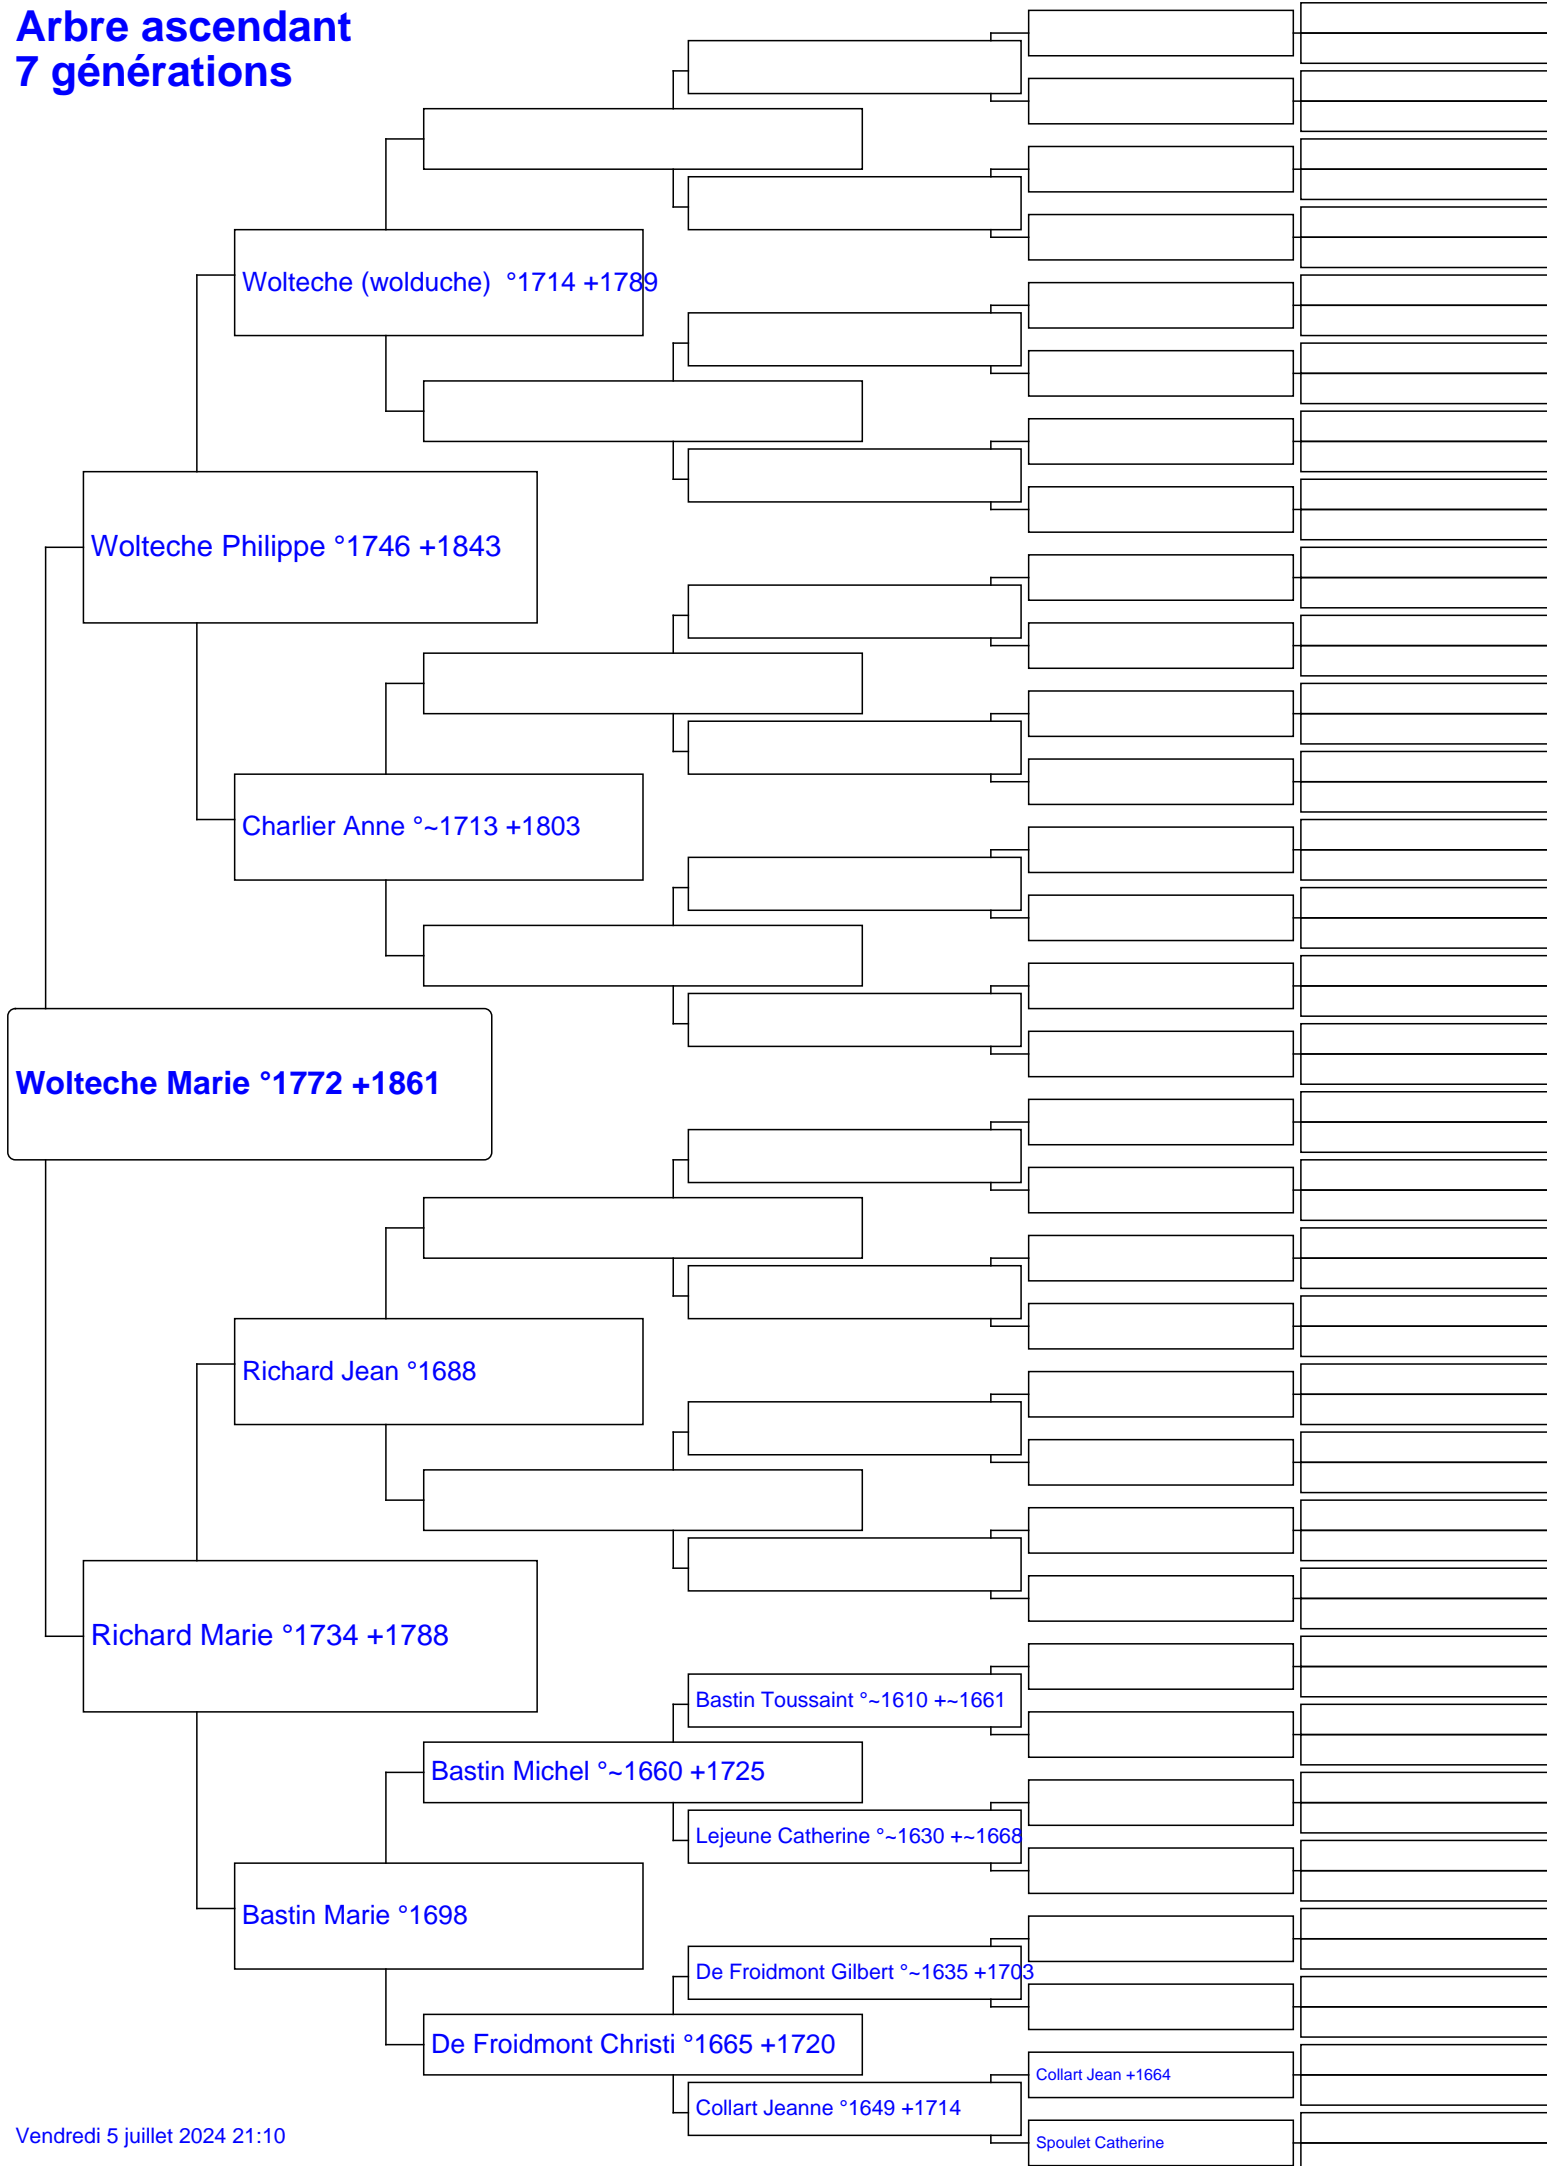 Arbre ascendant
7 générations
Wolteche (wolduche)  °1714 +1789
Wolteche Philippe °1746 +1843
Charlier Anne °~1713 +1803
Wolteche Marie °1772 +1861
Richard Jean °1688
Richard Marie °1734 +1788
Bastin Toussaint °~1610 +~1661
Bastin Michel °~1660 +1725
Lejeune Catherine °~1630 +~1668
Bastin Marie °1698
De Froidmont Gilbert °~1635 +1703
De Froidmont Christi °1665 +1720
Collart Jean +1664
Collart Jeanne °1649 +1714
Spoulet Catherine
Vendredi 5 juillet 2024 21:10